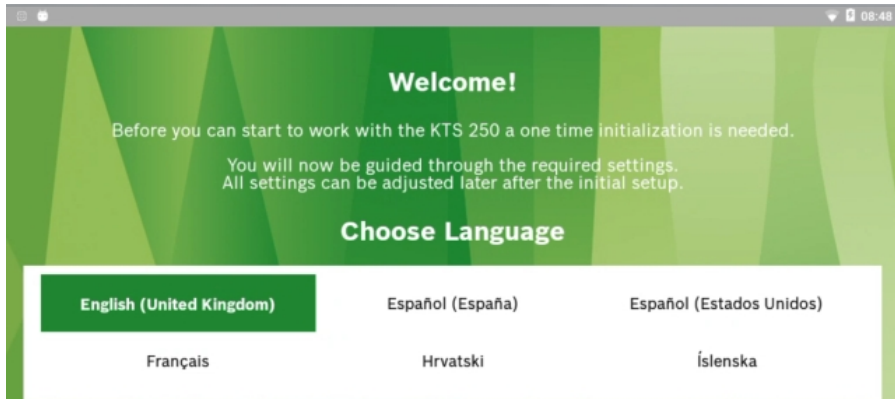 08:48
Welcome!
Before you can start to work with the KTS 250 a one time initialization is needed.
You will now be guided through the required settings.
All settings can be adjusted later after the initial setup.
Choose Language
English (United Kingdom) Español (España) Español (Estados Unidos)
Français Hrvatski Íslenska